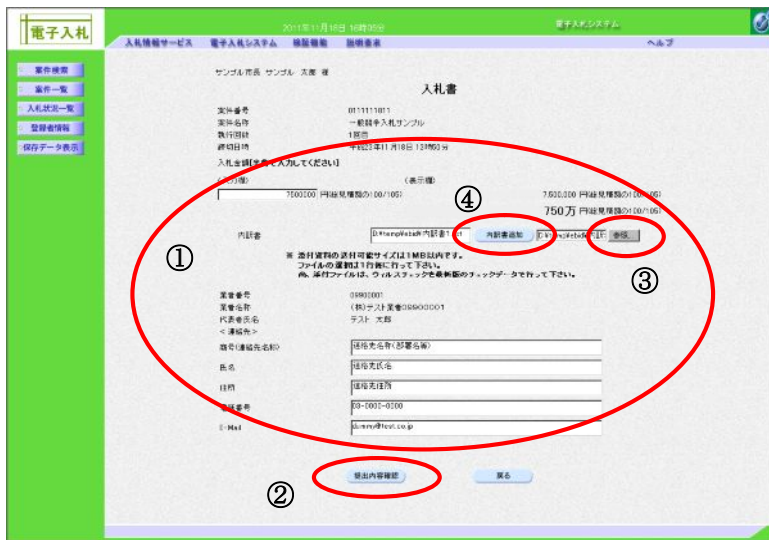 電子入札
2011年11月16日 16時05分
電子入札システム
入札情報サービス 電子入札システム 検証機能 説明要求 ヘルプ
案件検索
案件一覧
入札状況一覧
登録者情報
保存データ表示
サンプル市長 サンプル 太郎 様
入札書
案件番号 0111111011
案件名称 一般競争入札サンプル
執行回数 1回目
締切日時 平成23年11月18日
入札金額 入力してください]
(表示欄)
7500000 円(総見積額の100/105)
7,500,000 円(総見積額の100/105)
750万 円(総見積額の100/105)
④
内訳書 内訳書追加 参照...
①
③
※ 添付資料の送付可能サイズは1MB以内です。
ファイルの選択は1行毎に行って下さい。
尚、添付ファイルは、ウィルスチェックを最新版のチェックデータで行って下さい。
業者番号 09900001
業者名称 (株)テスト業者09900001
代表者氏名 テスト 太郎
<連絡先>
商号(連絡先名称) 連絡先名称(部署名等)
氏名 連絡先氏名
住所 連絡先住所
電話番号 03-0000-0000
E-Mail dummy@test.co.jp
② 提出内容確認 戻る